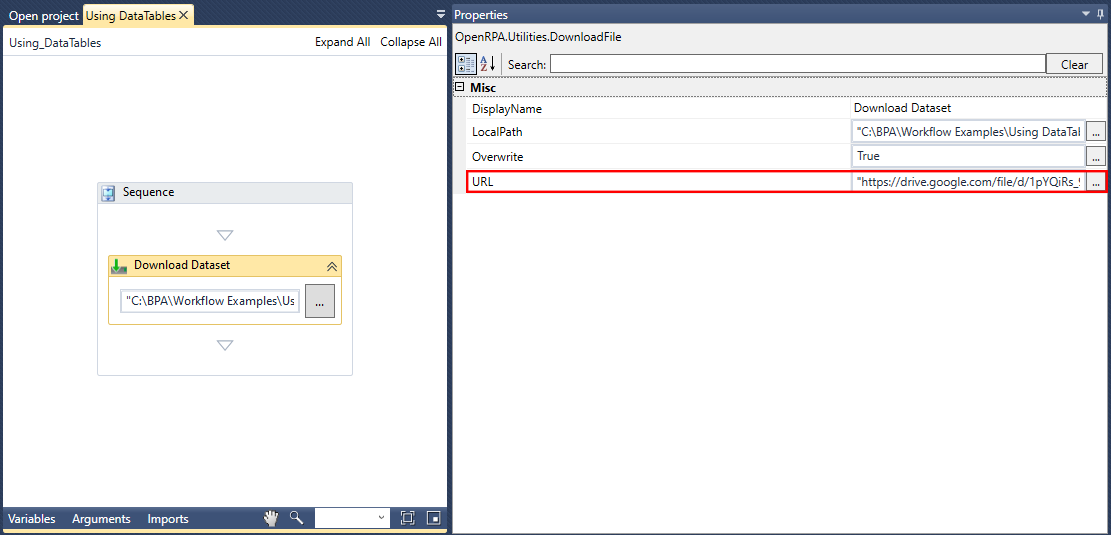 Open project
Using DataTables
Using_DataTables
Expand All
Collapse All
Sequence
Download Dataset
"C:\BPA\Workflow Examples\Us
...
Variables
Arguments
Imports
Properties
OpenRPA.Utilities.DownloadFile
A
Z
Search:
Clear
Misc
DisplayName
Download Dataset
LocalPath
"C:\BPA\Workflow Examples\Using DataTal
...
Overwrite
True
...
URL
"https://drive.google.com/file/d/1pYQiRs_
...